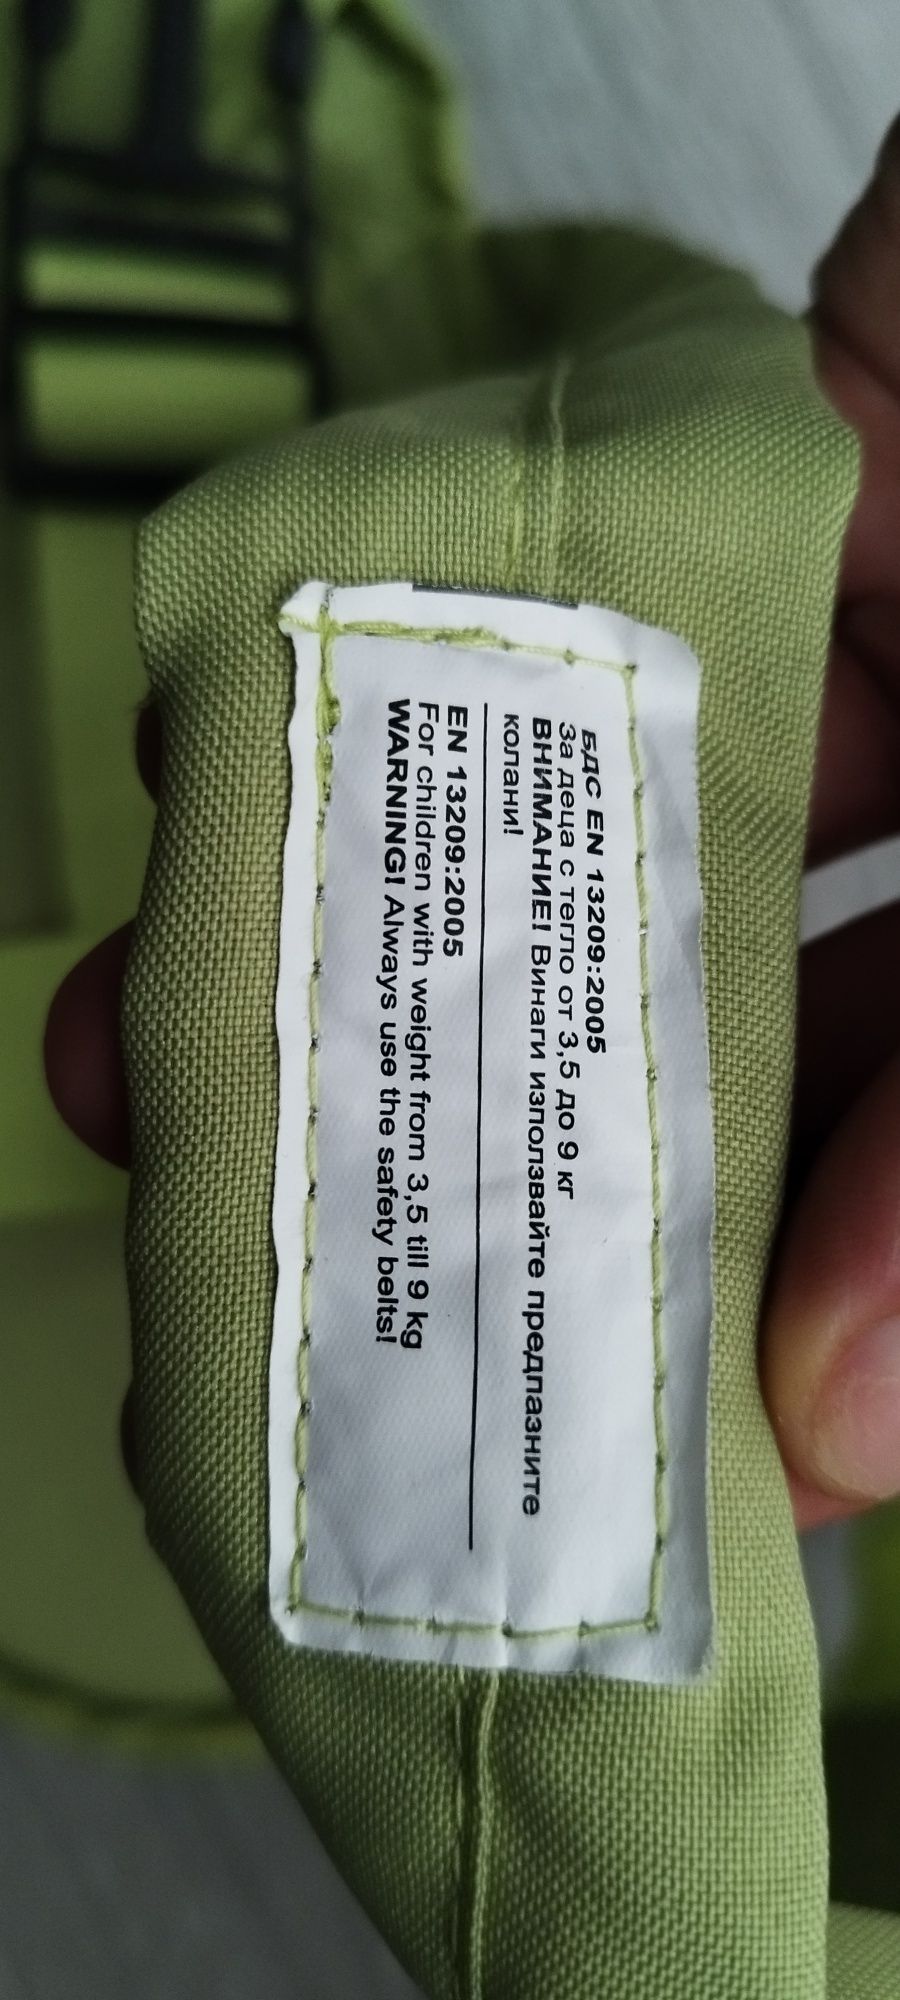 БДС EN 13209:2005
За деца с тегло от 3,5 до 9 кг
ВНИМАНИЕ! Винаги използвайте предпазните
колани!
EN 13209:2005
For children with weight from 3,5 till 9 kg
WARNING! Always use the safety belts!